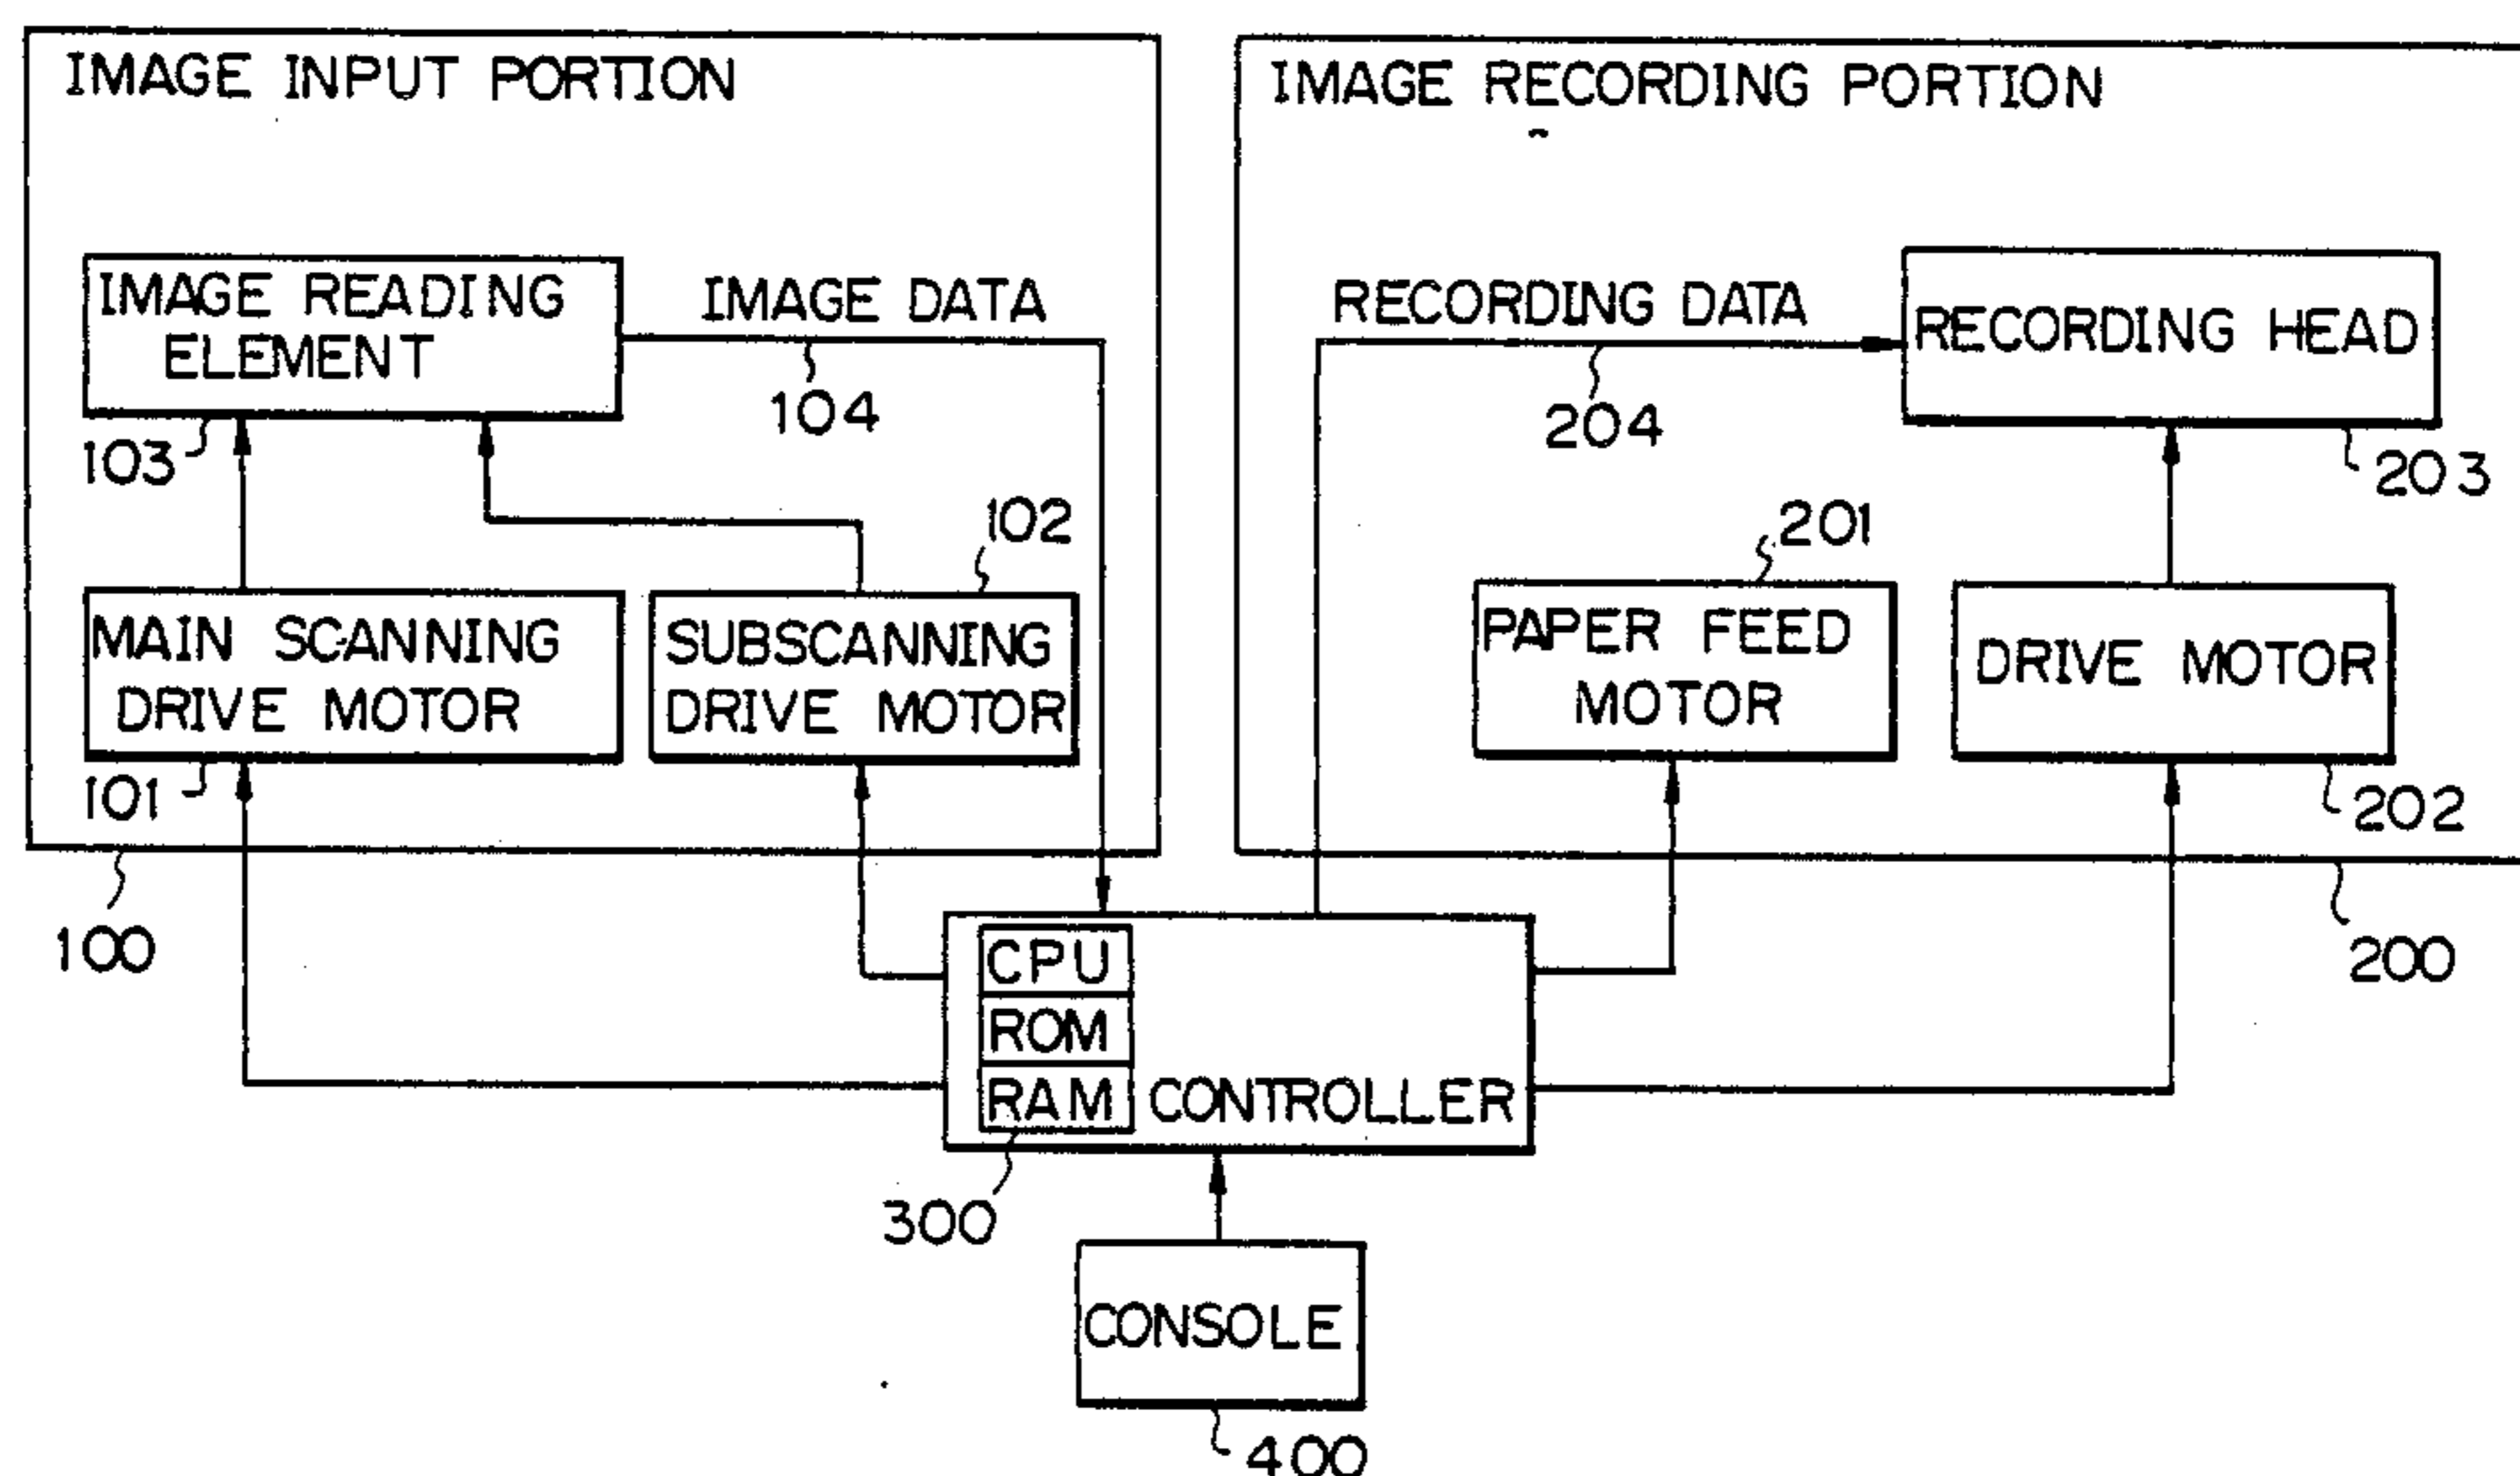 IMAGE INPUT PORTION
IMAGE READING
ELEMENT
IMAGE DATA
104
103
102
MAIN SCANNING
DRIVE MOTOR
SUBSCANNING
DRIVE MOTOR
101
100
IMAGE RECORDING PORTION
RECORDING DATA
RECORDING HEAD
204
203
201
PAPER FEED
MOTOR
DRIVE MOTOR
202
200
CPU
ROM
RAM
CONTROLLER
300
CONSOLE
400